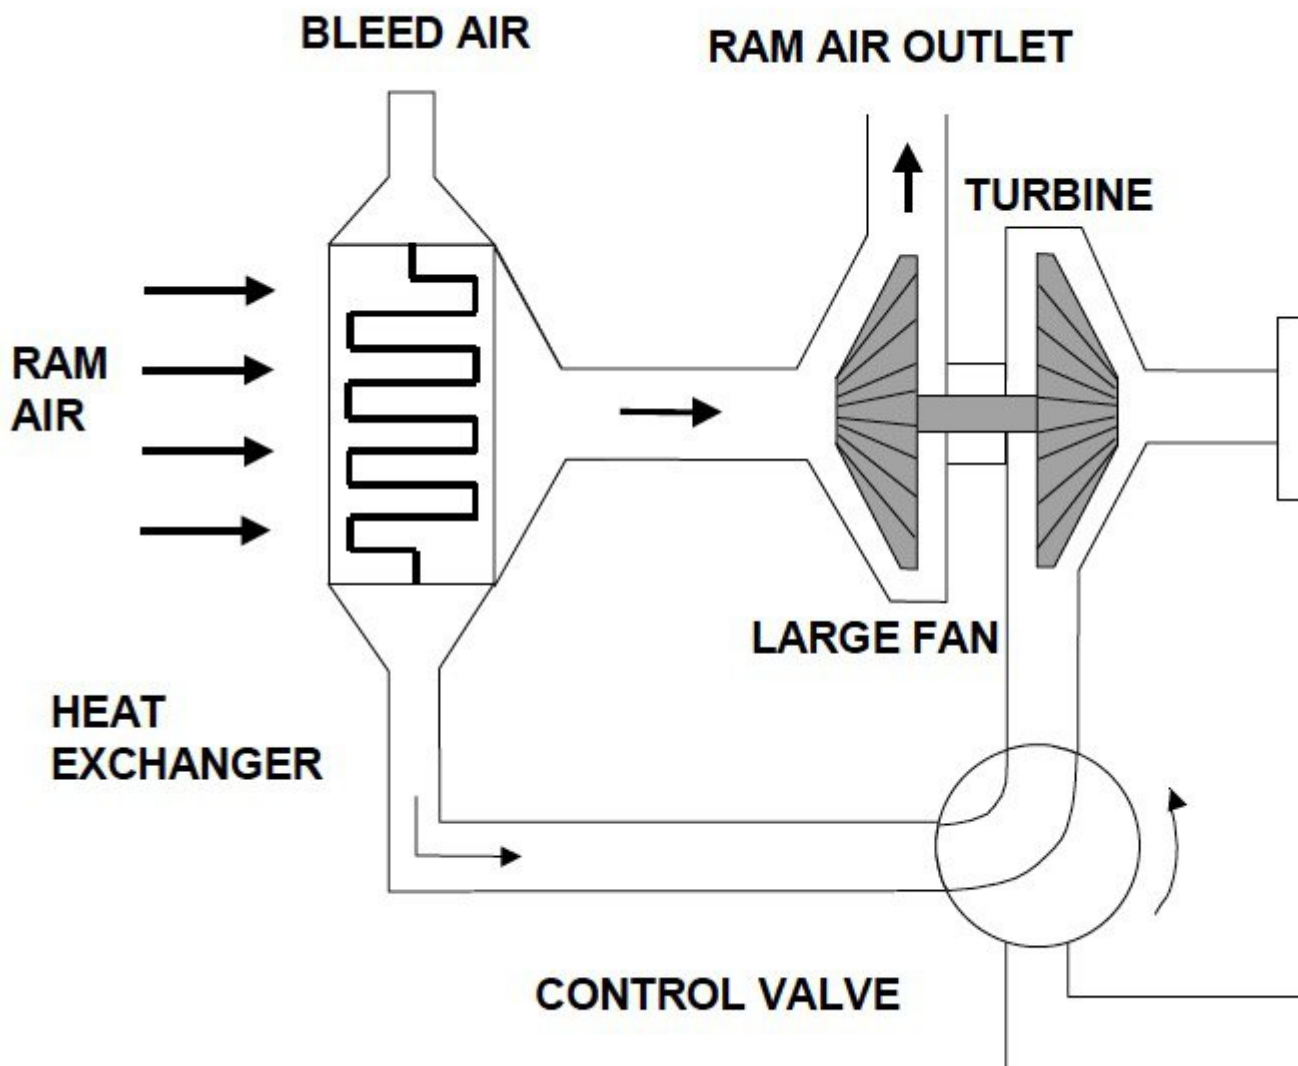 BLEED AIR
RAM AIR OUTLET
TURBINE
RAM
AIR
LARGE FAN
HEAT
EXCHANGER
CONTROL VALVE